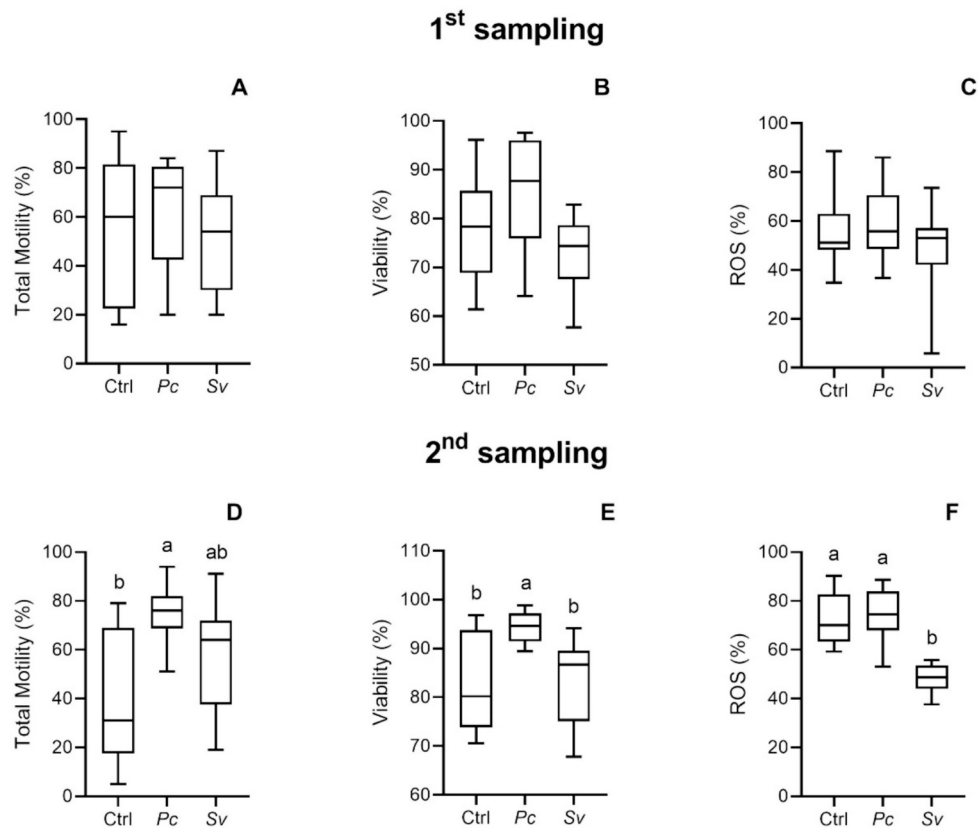 1st sampling
A
Total Motility (%)
100
80
60
40
20
0
Ctrl Pc Sv
B
Viability (%)
100
90
80
70
60
50
Ctrl Pc Sv
C
ROS (%)
100
80
60
40
20
0
Ctrl Pc Sv
2nd sampling
D
Total Motility (%)
100
80
60
40
20
0
b a ab
Ctrl Pc Sv
E
Viability (%)
110
100
90
80
70
60
b a b
Ctrl Pc Sv
F
ROS (%)
100
80
60
40
20
0
a a b
Ctrl Pc Sv